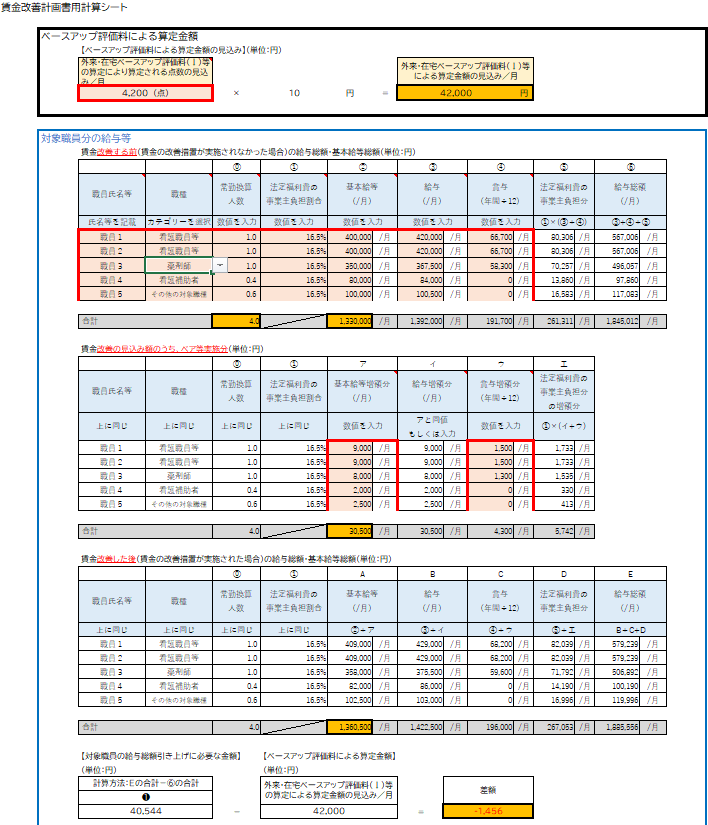 賃金改善計画書用計算シート
ベースアップ評価料による算定金額
【ベースアップ評価料による算定金額の見込み】(単位:円)
外来・在宅ベースアップ評価料(Ⅰ)等の算定により算定される点数の見込み/月 外来・在宅ベースアップ評価料(Ⅰ)等による算定金額の見込み/月
4,200 (点) × 10 円 = 42,000 円
対象職員分の給与等
賃金改善する前(賃金の改善措置が実施されなかった場合)の給与総額・基本給等総額(単位:円)
⓪ ① ② ③ ④ ⑤ ⑥
職員氏名等 職種 常勤換算人数 法定福利費の事業主負担割合 基本給等(/月) 給与(/月) 賞与(年間÷12) 法定福利費の事業主負担分 給与総額(/月)
氏名等を記載 カテゴリーを選択 数値を入力 数値を入力 数値を入力 数値を入力 数値を入力 ①×(③+④) ③+④+⑤
職員1 看護職員等 1.0 16.5% 400,000 /月 420,000 /月 66,700 /月 80,306 /月 567,006 /月
職員2 看護職員等 1.0 16.5% 400,000 /月 420,000 /月 66,700 /月 80,306 /月 567,006 /月
職員3 薬剤師 1.0 16.5% 350,000 /月 367,500 /月 58,300 /月 70,257 /月 496,057 /月
職員4 看護補助者 0.4 16.5% 80,000 /月 84,000 /月 0 /月 13,860 /月 97,860 /月
職員5 その他の対象職種 0.6 16.5% 100,000 /月 100,500 /月 0 /月 16,583 /月 117,083 /月
合計 4.0 1,330,000 /月 1,392,000 /月 191,700 /月 261,311 /月 1,845,012 /月
賃金改善の見込み額のうち、ベア等実施分(単位:円)
⓪ ① ア イ ウ エ
職員氏名等 職種 常勤換算人数 法定福利費の事業主負担割合 基本給等増額分(/月) 給与増額分(/月) 賞与増額分(年間÷12) 法定福利費の事業主負担分の増額分
上に同じ 上に同じ 上に同じ 上に同じ 数値を入力 アと同値もしくは入力 数値を入力 ①×(イ+ウ)
職員1 看護職員等 1.0 16.5% 9,000 /月 9,000 /月 1,500 /月 1,733 /月
職員2 看護職員等 1.0 16.5% 9,000 /月 9,000 /月 1,500 /月 1,733 /月
職員3 薬剤師 1.0 16.5% 8,000 /月 8,000 /月 1,300 /月 1,535 /月
職員4 看護補助者 0.4 16.5% 2,000 /月 2,000 /月 0 /月 330 /月
職員5 その他の対象職種 0.6 16.5% 2,500 /月 2,500 /月 0 /月 413 /月
合計 4.0 30,500 /月 30,500 /月 4,300 /月 5,742 /月
賃金改善した後(賃金の改善措置が実施された場合)の給与総額・基本給等総額(単位:円)
⓪ ① A B C D E
職員氏名等 職種 常勤換算人数 法定福利費の事業主負担割合 基本給等(/月) 給与(/月) 賞与(年間÷12) 法定福利費の事業主負担分 給与総額(/月)
上に同じ 上に同じ 上に同じ 上に同じ ②+ア ③+イ ④+ウ ⑤+エ B+C+D
職員1 看護職員等 1.0 16.5% 409,000 /月 429,000 /月 68,200 /月 82,039 /月 579,239 /月
職員2 看護職員等 1.0 16.5% 409,000 /月 429,000 /月 68,200 /月 82,039 /月 579,239 /月
職員3 薬剤師 1.0 16.5% 358,000 /月 375,500 /月 59,600 /月 71,792 /月 506,892 /月
職員4 看護補助者 0.4 16.5% 82,000 /月 86,000 /月 0 /月 14,190 /月 100,190 /月
職員5 その他の対象職種 0.6 16.5% 102,500 /月 103,000 /月 0 /月 16,996 /月 119,996 /月
合計 4.0 1,360,500 /月 1,422,500 /月 196,000 /月 267,053 /月 1,885,556 /月
【対象職員の給与総額引き上げに必要な金額】 【ベースアップ評価料による算定金額】
(単位:円) (単位:円)
計算方法:Eの合計-⑥の合計 外来・在宅ベースアップ評価料(Ⅰ)等の算定による算定金額の見込み/月 差額
❶
40,544 - 42,000 = -1,456